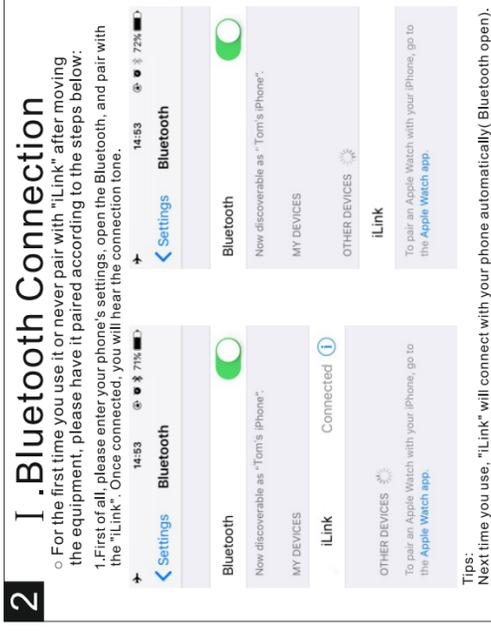 2
I.Bluetooth Connection
○ For the first time you use it or never pair with "iLink" after moving
the equipment, please have it paired according to the steps below:
1.First of all, please enter your phone's settings, open the Bluetooth, and pair with
the "iLink". Once connected, you will hear the connection tone.
14:53 71%
Settings Bluetooth
Bluetooth
Now discoverable as "Tom's iPhone".
MY DEVICES
iLink Connected i
OTHER DEVICES
To pair an Apple Watch with your iPhone, go to
the Apple Watch app.
14:53 72%
Settings Bluetooth
Bluetooth
Now discoverable as " Tom's iPhone".
MY DEVICES
OTHER DEVICES
iLink
To pair an Apple Watch with your iPhone, go to
the Apple Watch app.
Tips:
Next time you use, "iLink" will connect with your phone automatically( Bluetooth open).